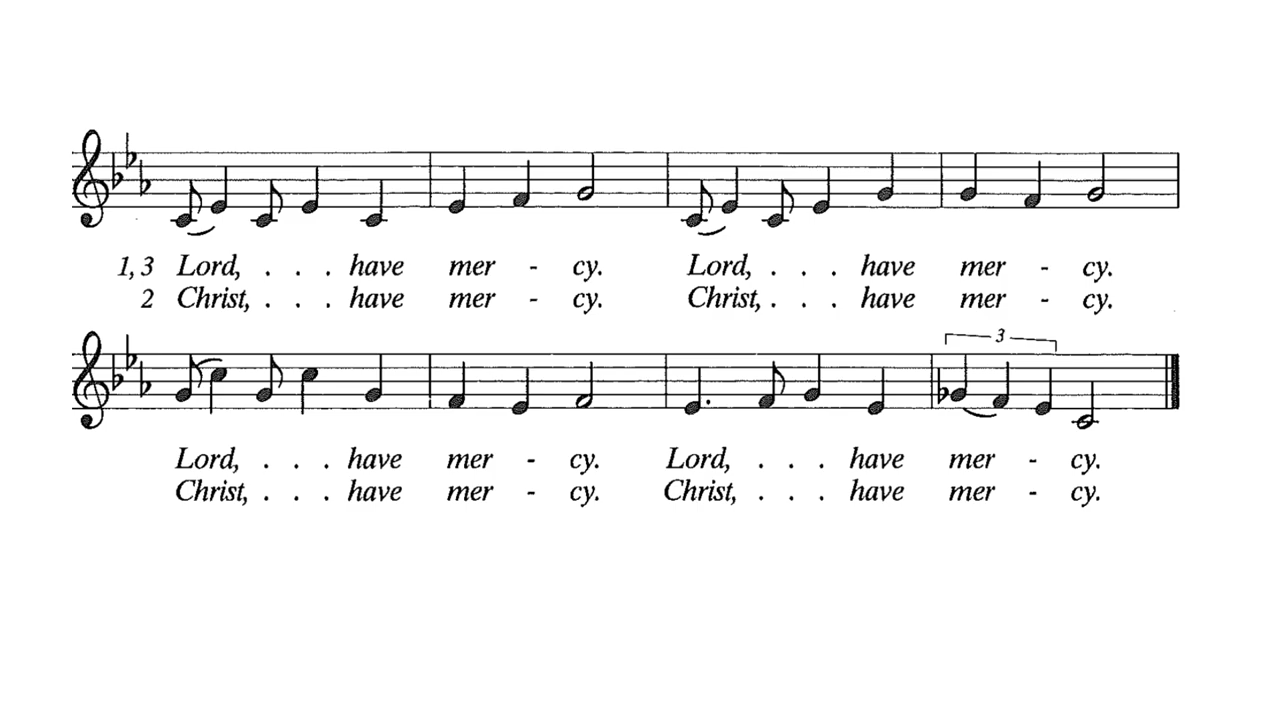 1, 3 Lord, . . . have mer - cy. Lord, . . . have mer - cy.
2 Christ, . . . have mer - cy. Christ, . . . have mer - cy.
3
Lord, . . . have mer - cy. Lord, . . . have mer - cy.
Christ, . . . have mer - cy. Christ, . . . have mer - cy.